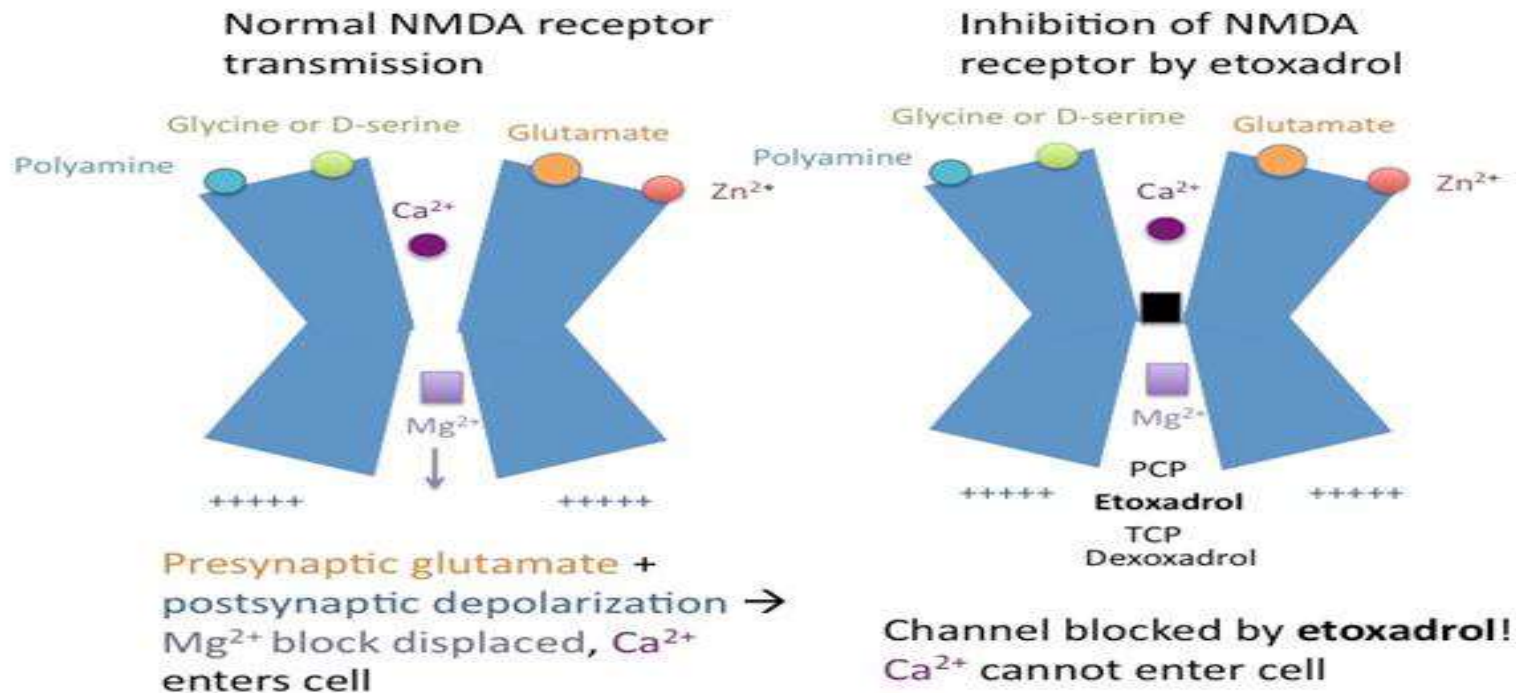 Normal NMDA receptor
transmission
Glycine or D-serine
Glutamate
Polyamine
Zn²⁺
Ca²⁺
Mg²⁺
+++++
+++++
Presynaptic glutamate +
postsynaptic depolarization →
Mg²⁺ block displaced, Ca²⁺
enters cell
Inhibition of NMDA
receptor by etoxadrol
Glycine or D-serine
Glutamate
Polyamine
Zn²⁺
Ca²⁺
Mg²⁺
PCP
+++++
Etoxadrol
+++++
TCP
Dexoxadrol
Channel blocked by etoxadrol!
Ca²⁺ cannot enter cell